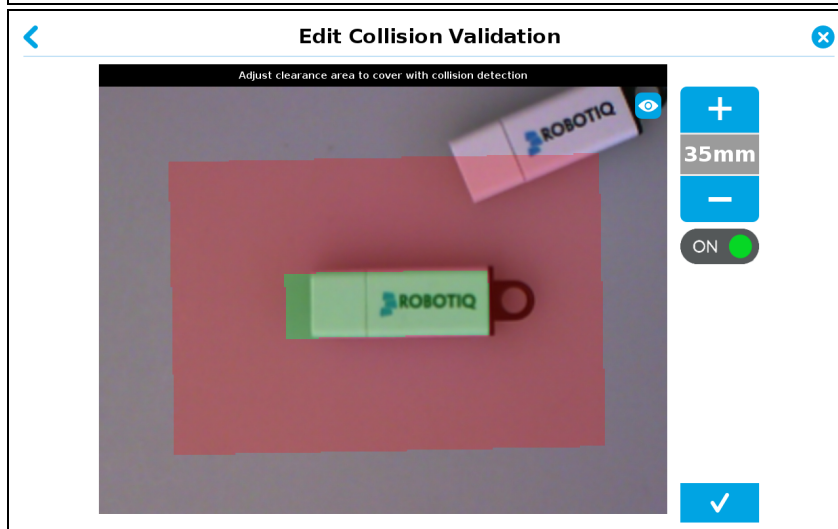 Edit Collision Validation
Adjust clearance area to cover with collision detection
ROBOTIQ
35mm
ON
ROBOTIQ